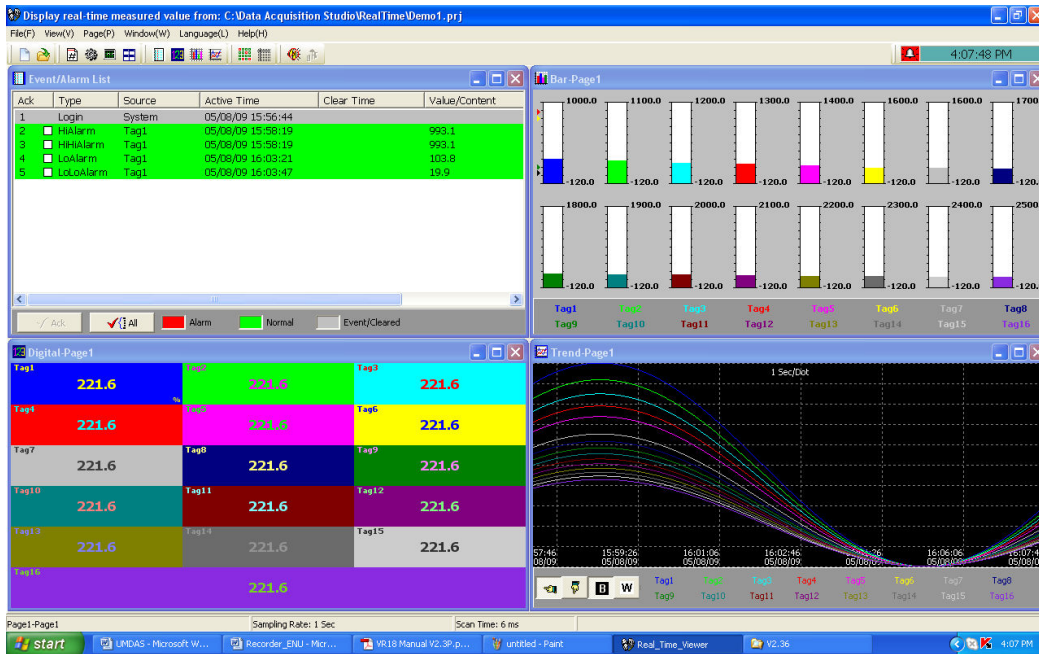 Display real-time measured value from: C:\Data Acquisition Studio\RealTime\Demo1.prj
File(F) View(V) Page(P) Window(W) Language(L) Help(H)
4:07:48 PM
Event/Alarm List
Ack Type Source Active Time Clear Time Value/Content
1 Login System 05/08/09 15:56:44
2 HiAlarm Tag1 05/08/09 15:58:19 993.1
3 HiHiAlarm Tag1 05/08/09 15:58:19 993.1
4 LoAlarm Tag1 05/08/09 16:03:21 103.8
5 LoLoAlarm Tag1 05/08/09 16:03:47 19.9
Ack All Alarm Normal Event/Cleared
Bar-Page1
1000.0 1100.0 1200.0 1300.0 1400.0 1600.0 1600.0 1700
-120.0 -120.0 -120.0 -120.0 -120.0 -120.0 -120.0 -120.
1800.0 1900.0 2000.0 2100.0 2200.0 2300.0 2400.0 2500
-120.0 -120.0 -120.0 -120.0 -120.0 -120.0 -120.0 -120.
Tag1 Tag2 Tag3 Tag4 Tag5 Tag6 Tag7 Tag8
Tag9 Tag10 Tag11 Tag12 Tag13 Tag14 Tag15 Tag16
Digital-Page1
Tag1 Tag2 Tag3
221.6 221.6 221.6
%
Tag4 Tag5 Tag6
221.6 221.6 221.6
Tag7 Tag8 Tag9
221.6 221.6 221.6
Tag10 Tag11 Tag12
221.6 221.6 221.6
Tag13 Tag14 Tag15
221.6 221.6 221.6
Tag16
221.6
Trend-Page1
1 Sec/Dot
57:46 15:59:26 16:01:06 16:02:46 16:06:06
08/09 05/08/09 05/08/09 05/08/09 05/08/09 05/08/09
B W
Tag1 Tag2 Tag3 Tag4 Tag5 Tag6 Tag7 Tag8
Tag9 Tag10 Tag11 Tag12 Tag13 Tag14 Tag15 Tag16
Page1-Page1 Sampling Rate: 1 Sec Scan Time: 6 ms
start UMDAS - Microsoft W... Recorder_ENU - Micr... VR18 Manual V2.3P.p... untitled - Paint Real_Time_Viewer V2.36 4:07 PM